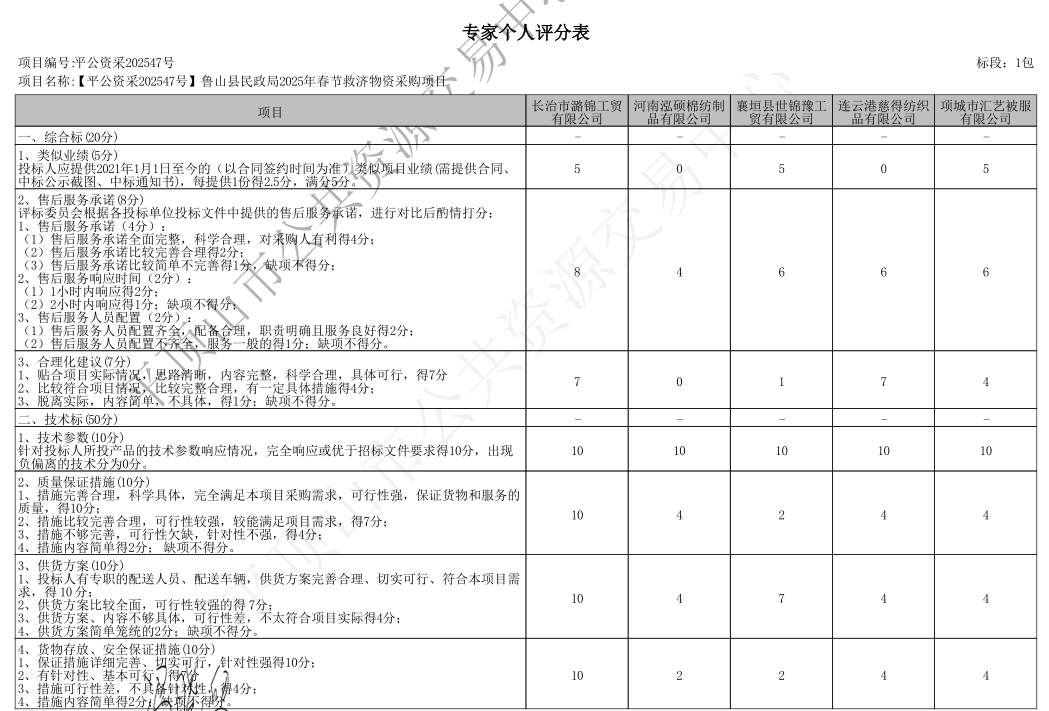 专家个人评分表
项目编号:平公资采202547号
标段：1包
项目名称:【平公资采202547号】鲁山县民政局2025年春节救济物资采购项目
项目 长治市潞锦工贸有限公司 河南泓硕棉纺制品有限公司 襄垣县世锦豫工贸有限公司 连云港慈得纺织品有限公司 项城市汇艺被服有限公司
一、综合标(20分) – – – – –
1、类似业绩(5分)
投标人应提供2021年1月1日至今的（以合同签约时间为准）类似项目业绩(需提供合同、
中标公示截图、中标通知书)，每提供1份得2.5分，满分5分。
5 0 5 0 5
2、售后服务承诺(8分)
评标委员会根据各投标单位投标文件中提供的售后服务承诺，进行对比后酌情打分；
1、售后服务承诺（4分）：
（1）售后服务承诺全面完整，科学合理，对采购人有利得4分；
（2）售后服务承诺比较完善合理得2分；
（3）售后服务承诺比较简单不完善得1分，缺项不得分；
2、售后服务响应时间（2分）：
（1）1小时内响应得2分；
（2）2小时内响应得1分；缺项不得分；
3、售后服务人员配置（2分）：
（1）售后服务人员配置齐全，配备合理，职责明确且服务良好得2分；
（2）售后服务人员配置不齐全，服务一般的得1分；缺项不得分。
8 4 6 6 6
3、合理化建议(7分)
1、贴合项目实际情况，思路清晰，内容完整，科学合理，具体可行，得7分
2、比较符合项目情况，比较完整合理，有一定具体措施得4分；
3、脱离实际，内容简单，不具体，得1分；缺项不得分。
7 0 1 7 4
二、技术标(50分) – – – – –
1、技术参数(10分)
针对投标人所投产品的技术参数响应情况，完全响应或优于招标文件要求得10分，出现
负偏离的技术分为0分。
10 10 10 10 10
2、质量保证措施(10分)
1、措施完善合理，科学具体，完全满足本项目采购需求，可行性强，保证货物和服务的
质量，得10分；
2、措施比较完善合理，可行性较强，较能满足项目需求，得7分；
3、措施不够完善，可行性欠缺，针对性不强，得4分；
4、措施内容简单得2分； 缺项不得分。
10 4 2 4 4
3、供货方案(10分)
1、投标人有专职的配送人员、配送车辆，供货方案完善合理、切实可行、符合本项目需
求，得 10 分；
2、供货方案比较全面，可行性较强的得 7分；
3、供货方案、内容不够具体，可行性差，不太符合项目实际得4分；
4、供货方案简单笼统的2分；缺项不得分。
10 4 7 4 4
4、货物存放、安全保证措施(10分)
1、保证措施详细完善、切实可行，针对性强得10分；
2、有针对性、基本可行，得7分
3、措施可行性差，不具备针对性，得4分；
4、措施内容简单得2分；缺项不得分。
10 2 2 4 4
平顶山市公共资源交易中心
平顶山市公共资源交易中心